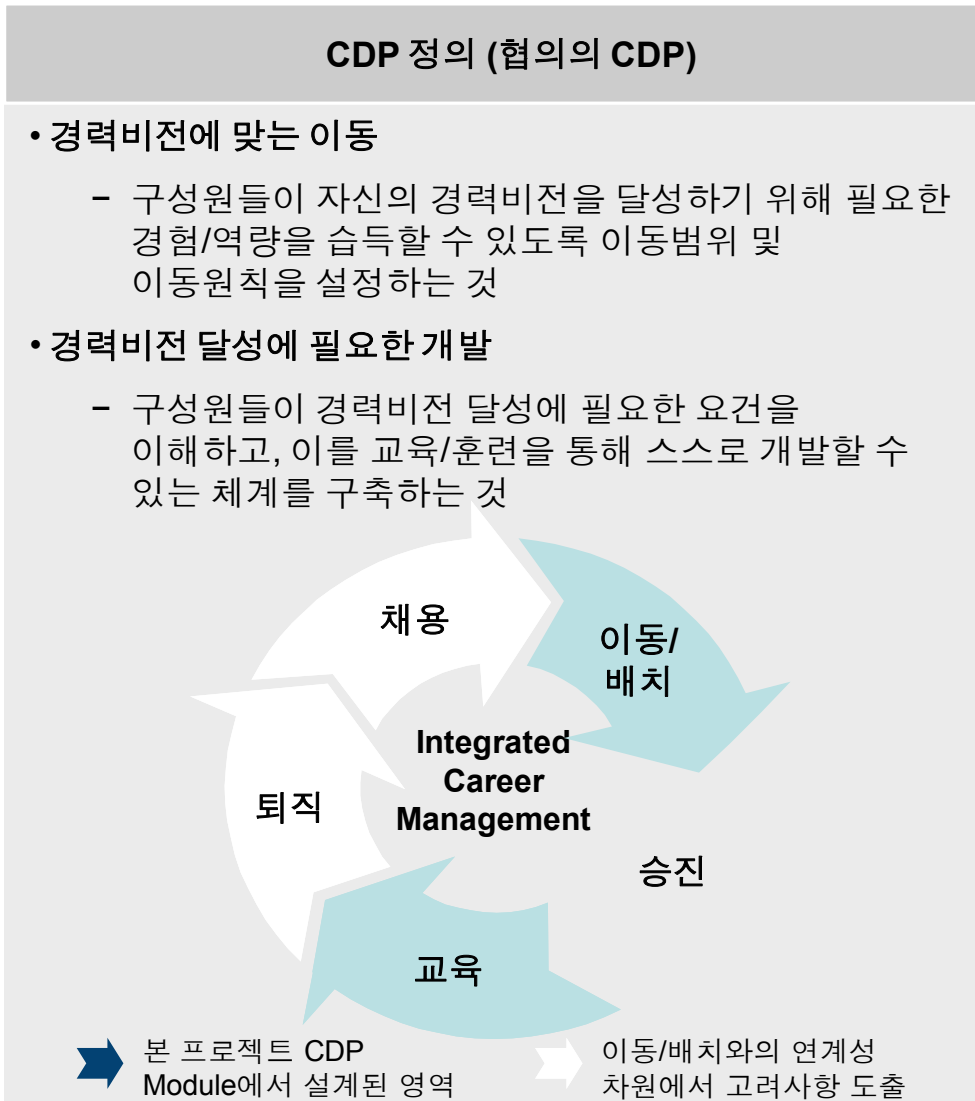 CDP 정의 (협의의 CDP)
• 경력비전에 맞는 이동
– 구성원들이 자신의 경력비전을 달성하기 위해 필요한
경험/역량을 습득할 수 있도록 이동범위 및
이동원칙을 설정하는 것
• 경력비전 달성에 필요한 개발
– 구성원들이 경력비전 달성에 필요한 요건을
이해하고, 이를 교육/훈련을 통해 스스로 개발할 수
있는 체계를 구축하는 것
채용
이동/
배치
Integrated
Career
Management
퇴직
승진
교육
본 프로젝트 CDP
Module에서 설계된 영역
이동/배치와의 연계성
차원에서 고려사항 도출